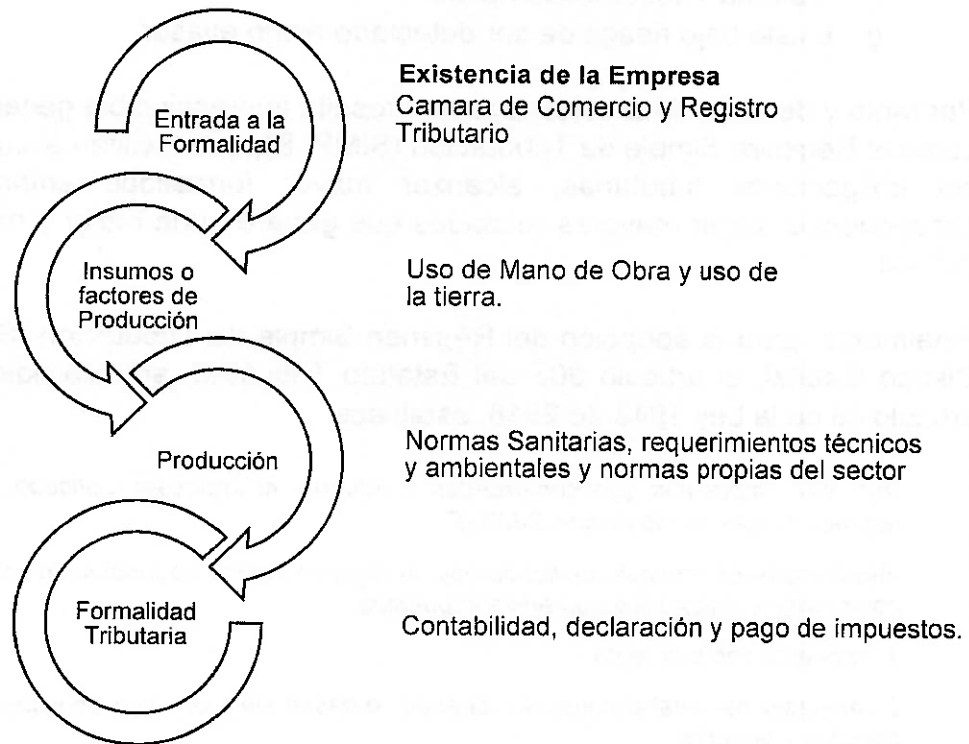 Entrada a la
Formalidad
Existencia de la Empresa
Camara de Comercio y Registro
Tributario
Insumos o
factores de
Producción
Uso de Mano de Obra y uso de
la tierra.
Producción
Normas Sanitarias, requerimientos técnicos
y ambientales y normas propias del sector
Formalidad
Tributaria
Contabilidad, declaración y pago de impuestos.